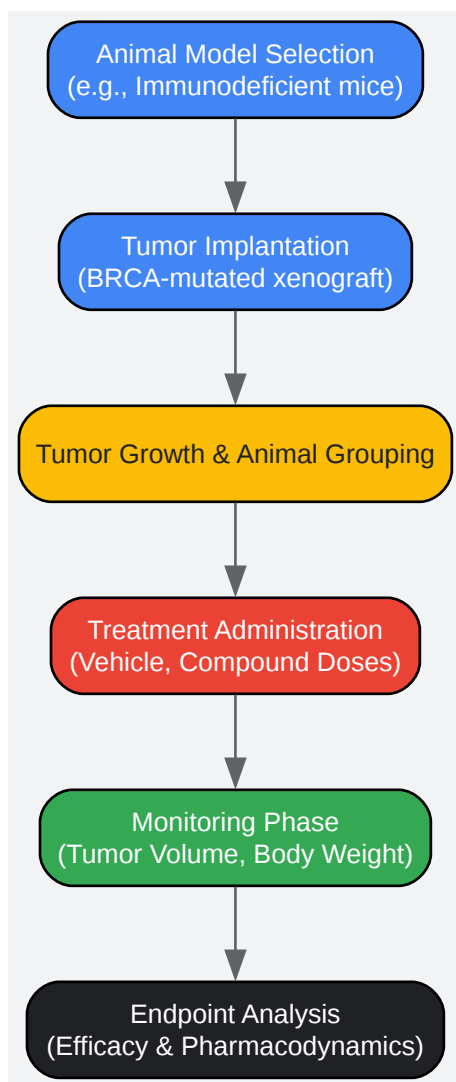 Animal Model Selection
(e.g., Immunodeficient mice)
Tumor Implantation
(BRCA-mutated xenograft)
Tumor Growth & Animal Grouping
Treatment Administration
(Vehicle, Compound Doses)
Monitoring Phase
(Tumor Volume, Body Weight)
Endpoint Analysis
(Efficacy & Pharmacodynamics)